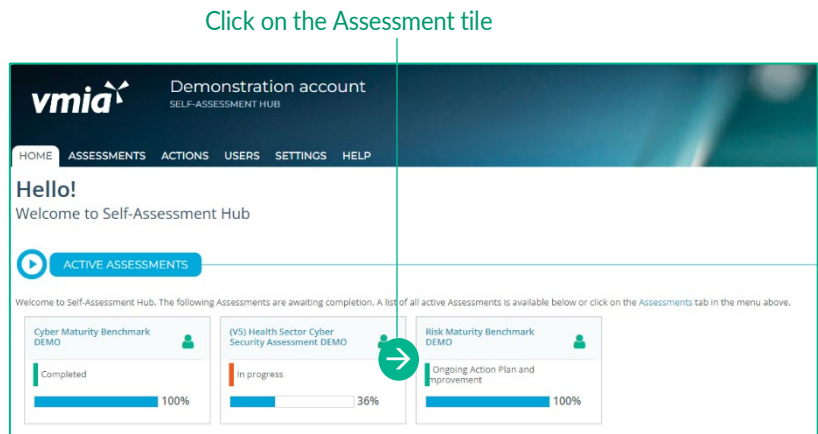 Click on the Assessment tile
vmia
Demonstration account
SELF-ASSESSMENT HUB
HOME ASSESSMENTS ACTIONS USERS SETTINGS HELP
Hello!
Welcome to Self-Assessment Hub
ACTIVE ASSESSMENTS
Welcome to Self-Assessment Hub. The following Assessments are awaiting completion. A list of all active Assessments is available below or click on the Assessments tab in the menu above.
Cyber Maturity Benchmark
DEMO
Completed
100%
(V5) Health Sector Cyber
Security Assessment DEMO
In progress
36%
Risk Maturity Benchmark
DEMO
Ongoing Action Plan and
mprovement
100%